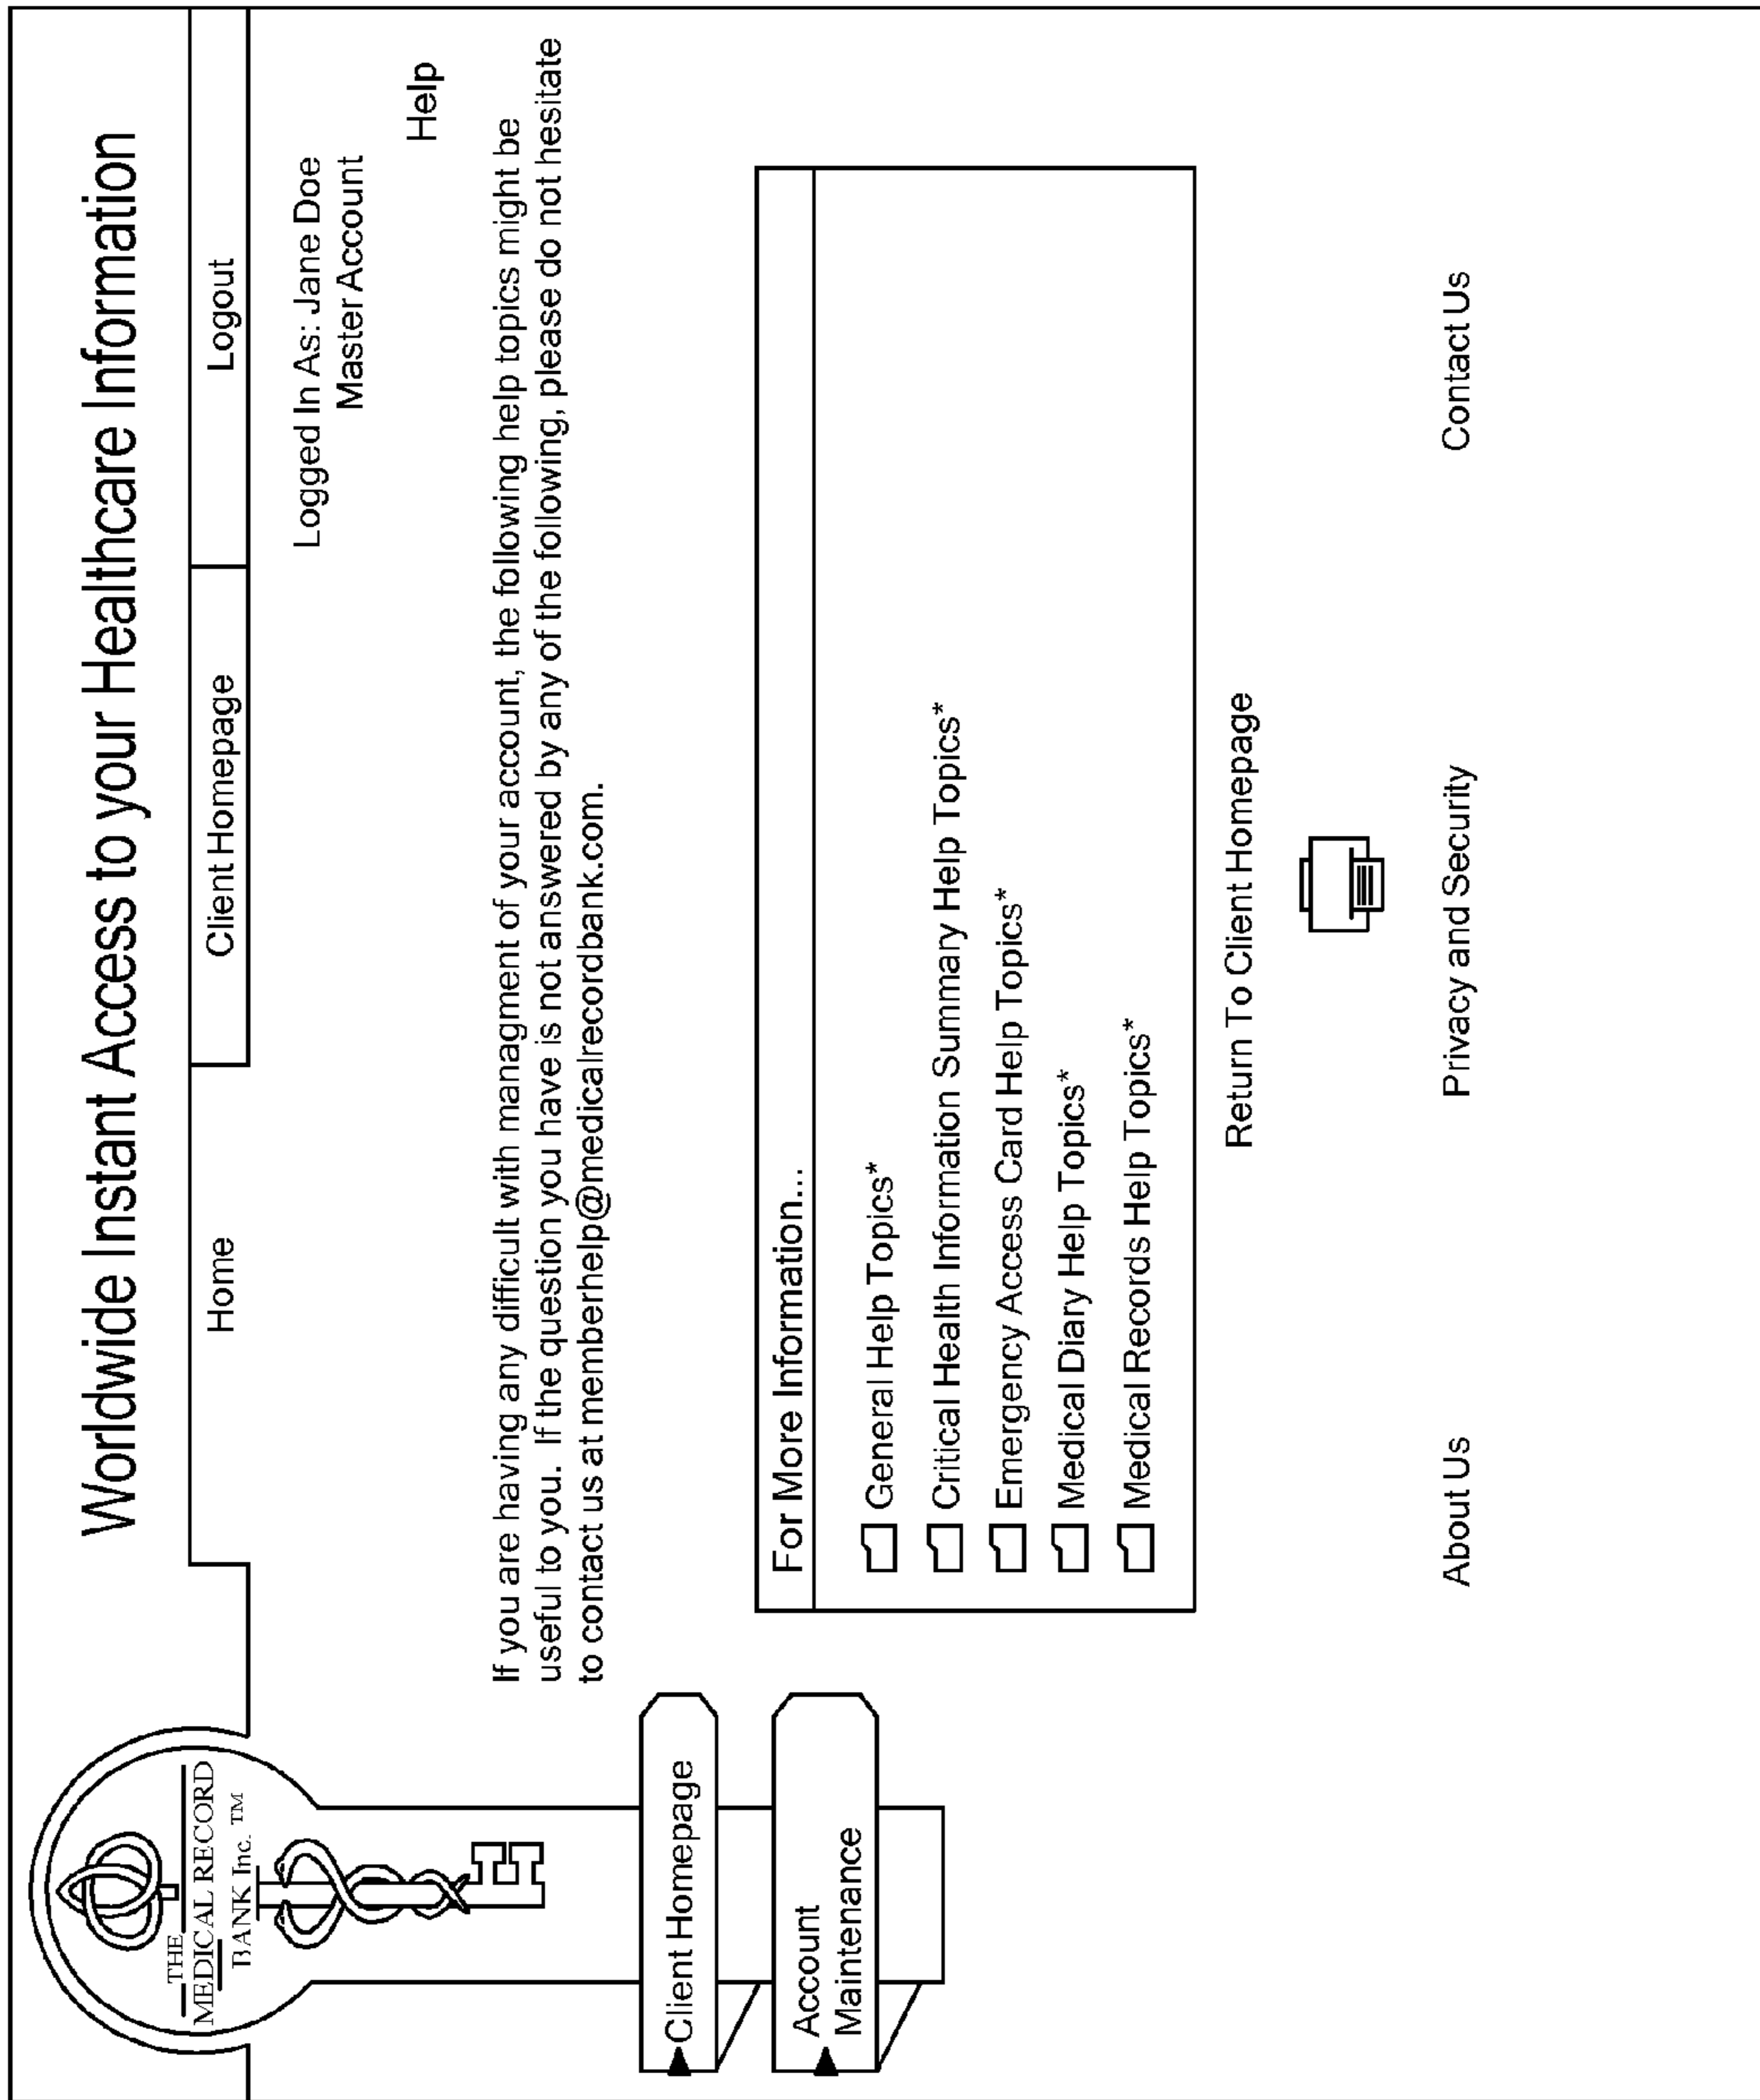 THE
MEDICAL RECORD
BANK Inc. ™
Worldwide Instant Access to your Healthcare Information
Home
Client Homepage
Logout
Logged In As: Jane Doe
Master Account
Help
If you are having any difficult with managment of your account, the following help topics might be
useful to you. If the question you have is not answered by any of the following, please do not hesitate
to contact us at memberhelp@medicalrecordbank.com.
Client Homepage
Account
Maintenance
For More Information...
General Help Topics*
Critical Health Information Summary Help Topics*
Emergency Access Card Help Topics*
Medical Diary Help Topics*
Medical Records Help Topics*
Return To Client Homepage
About Us
Privacy and Security
Contact Us